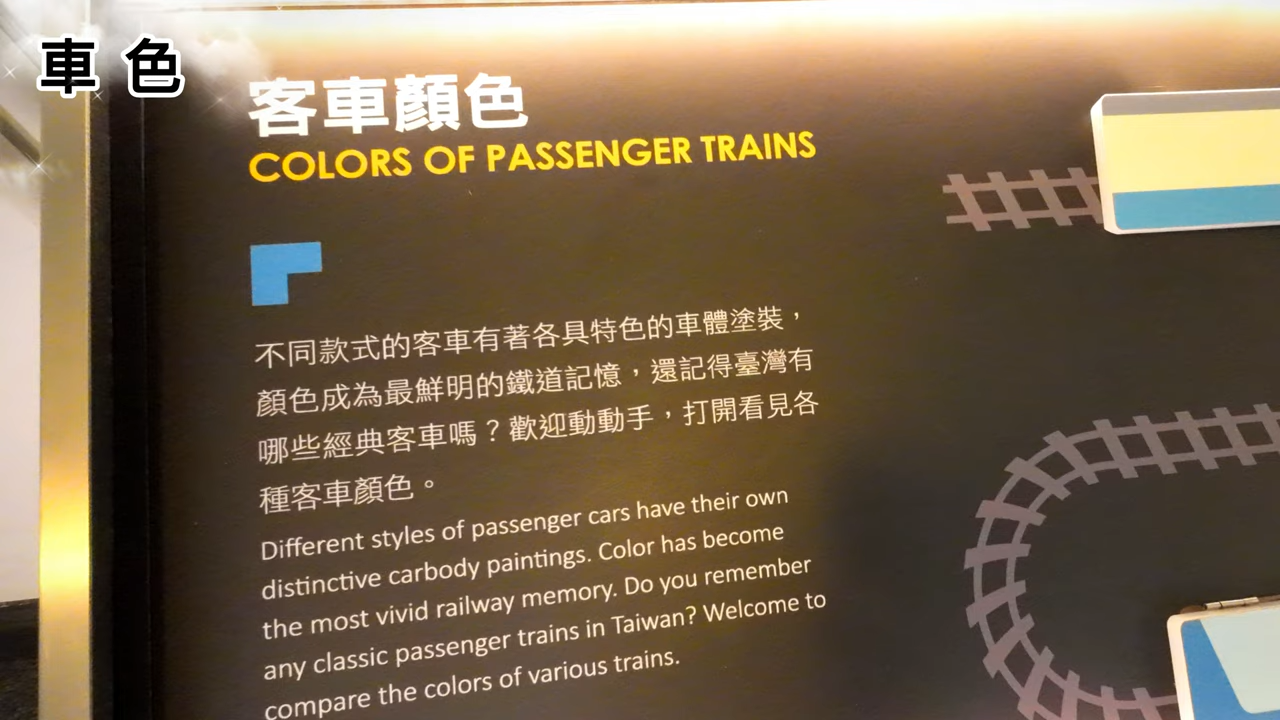 車色
客車顏色
COLORS OF PASSENGER TRAINS
不同款式的客車有著各具特色的車體塗裝，
顏色成為最鮮明的鐵道記憶，還記得臺灣有
哪些經典客車嗎？歡迎動動手，打開看見各
種客車顏色。
Different styles of passenger cars have their own
distinctive carbody paintings. Color has become
the most vivid railway memory. Do you remember
any classic passenger trains in Taiwan? Welcome to
compare the colors of various trains.